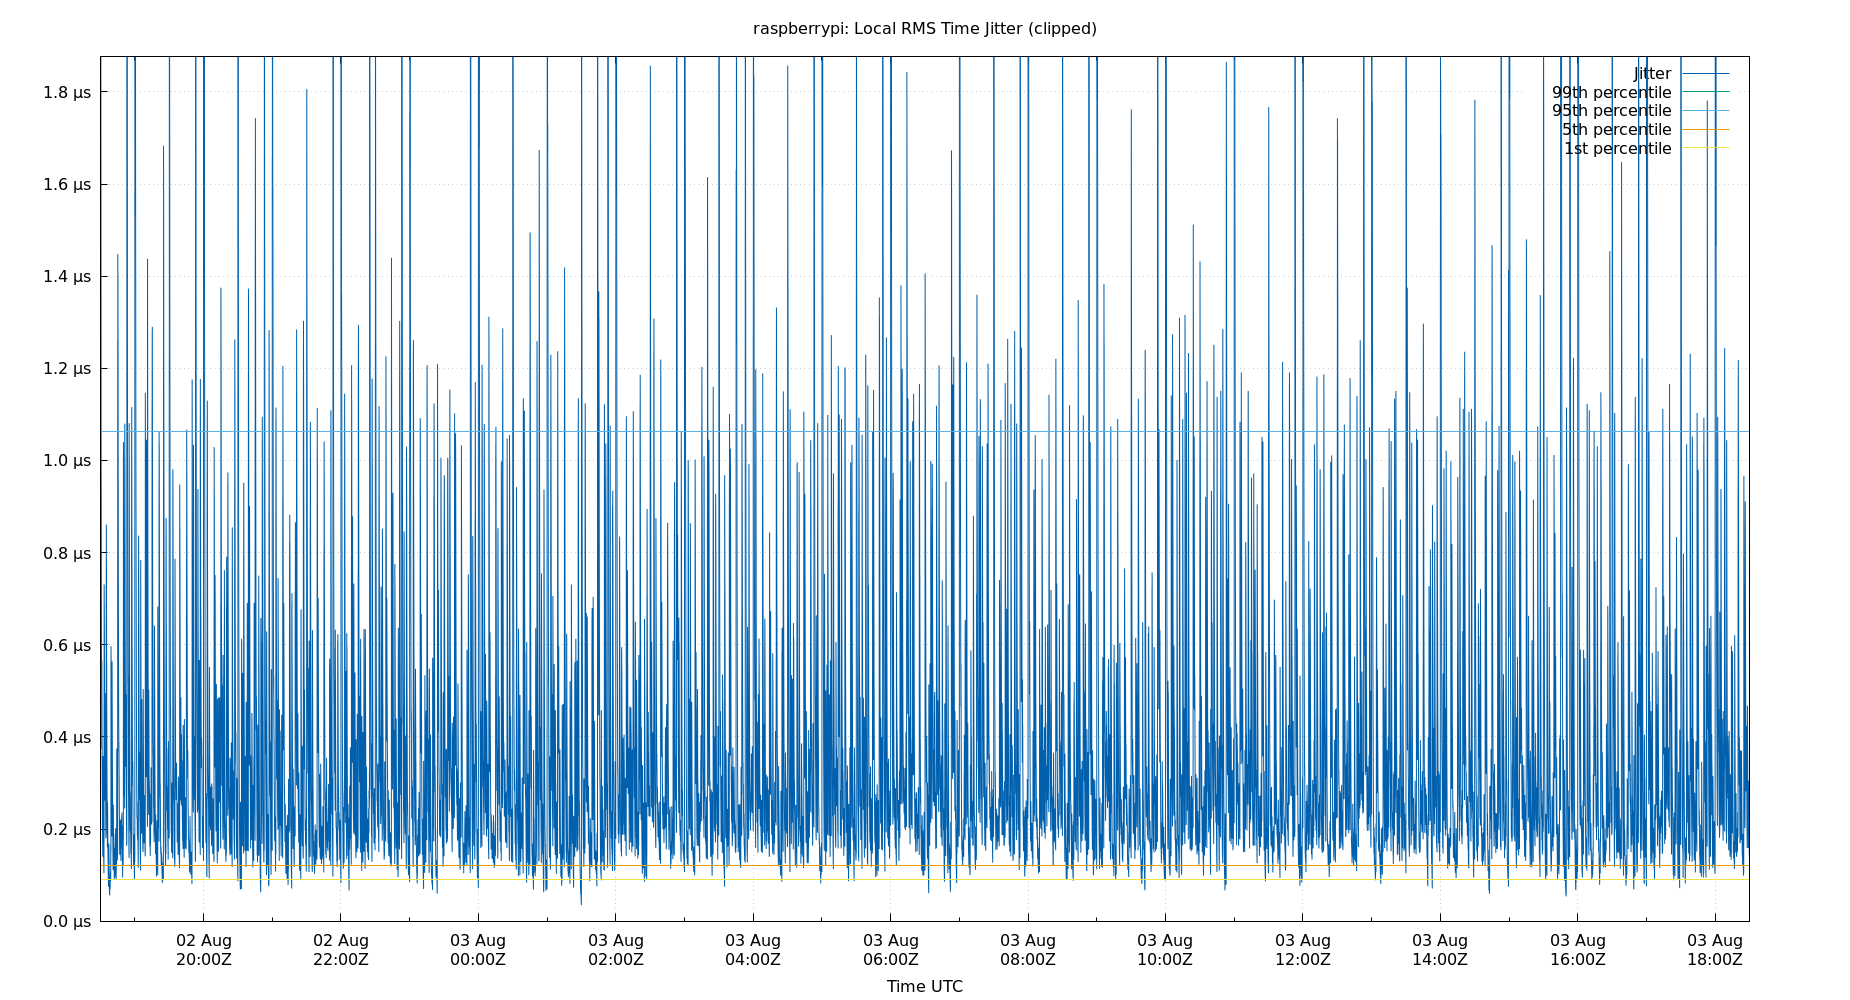 raspberrypi: Local RMS Time Jitter (clipped)
Jitter
99th percentile
95th percentile
5th percentile
1st percentile
1.8 µs
1.6 µs
1.4 µs
1.2 µs
1.0 µs
0.8 µs
0.6 µs
0.4 µs
0.2 µs
0.0 µs
02 Aug 02 Aug 03 Aug 03 Aug 03 Aug 03 Aug 03 Aug 03 Aug 03 Aug 03 Aug 03 Aug 03 Aug
20:00Z 22:00Z 00:00Z 02:00Z 04:00Z 06:00Z 08:00Z 10:00Z 12:00Z 14:00Z 16:00Z 18:00Z
Time UTC